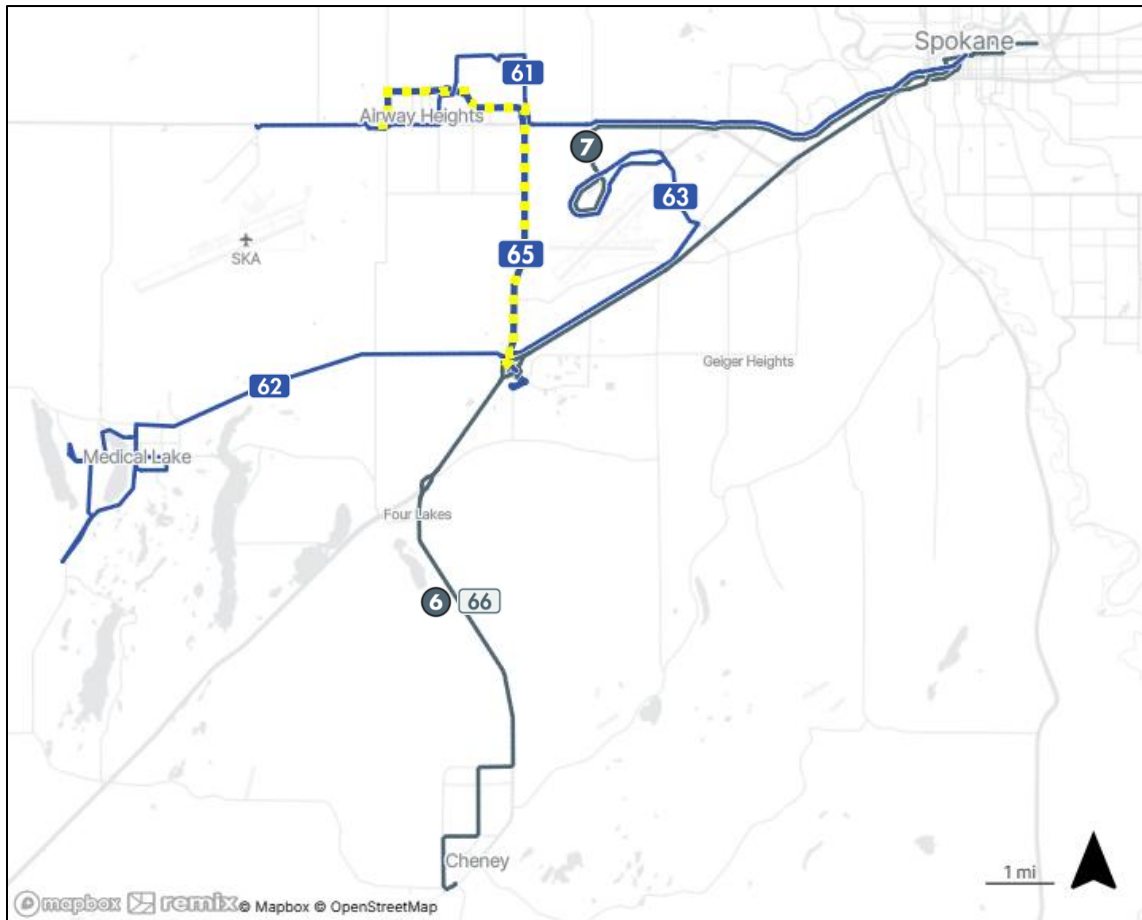 Spokane
61
Airway Heights
7
63
65
SKA
Geiger Heights
62
Medical Lake
Four Lakes
6
66
Cheney
1 mi
mapbox remix © Mapbox © OpenStreetMap